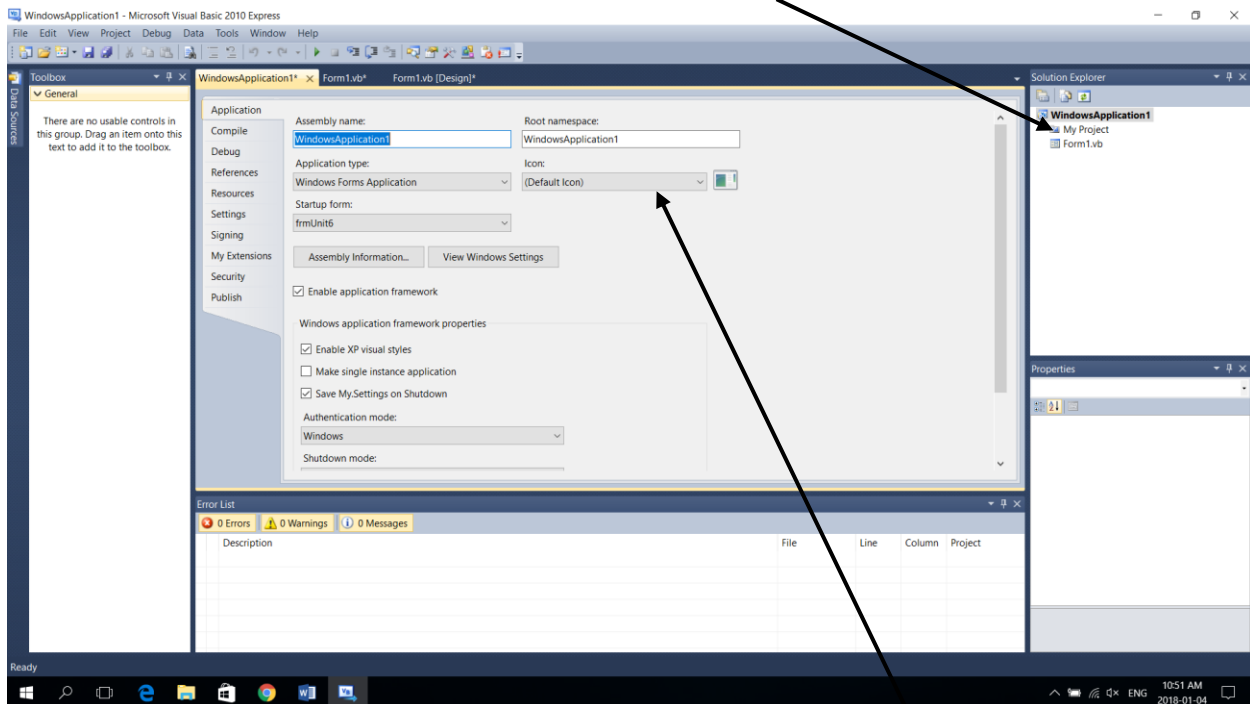 WindowsApplication1 - Microsoft Visual Basic 2010 Express
File Edit View Project Debug Data Tools Window Help
Toolbox
WindowsApplication1* Form1.vb* Form1.vb [Design]*
Solution Explorer
Data Sources
General
There are no usable controls in
this group. Drag an item onto this
text to add it to the toolbox.
Application
Compile
Debug
References
Resources
Settings
Signing
My Extensions
Security
Publish
Assembly name:
Root namespace:
WindowsApplication1
WindowsApplication1
Application type:
Icon:
Windows Forms Application
(Default Icon)
Startup form:
frmUnit6
Assembly Information...
View Windows Settings
Enable application framework
Windows application framework properties
Enable XP visual styles
Make single instance application
Save My.Settings on Shutdown
Authentication mode:
Windows
Shutdown mode:
WindowsApplication1
My Project
Form1.vb
Properties
Error List
0 Errors 0 Warnings 0 Messages
Description File Line Column Project
Ready
ENG
10:51 AM
2018-01-04